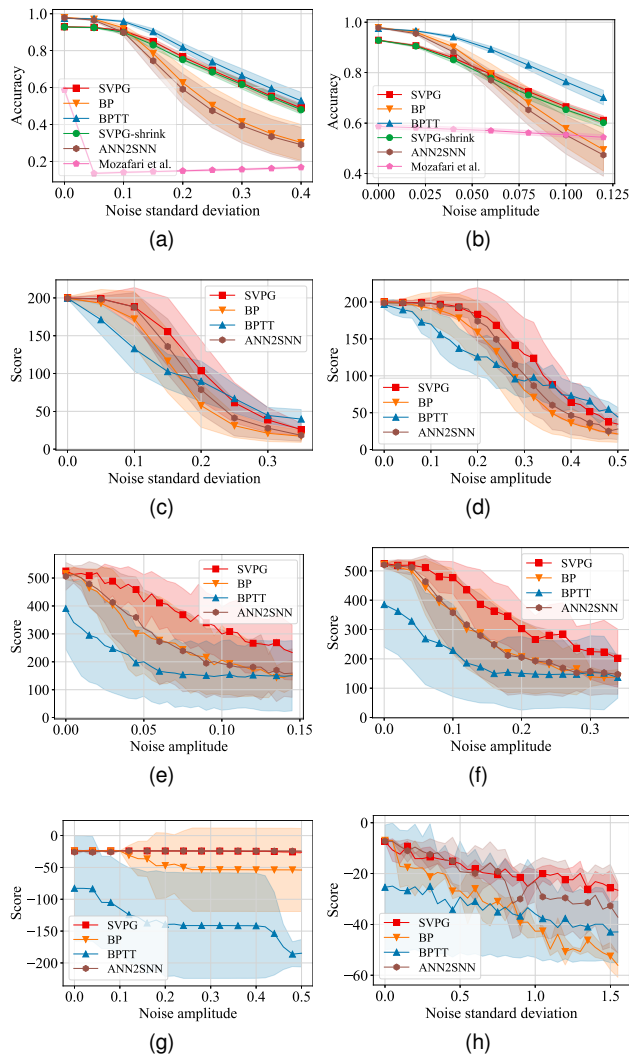 1.0
0.8
0.6
0.4
0.2
Accuracy
SVPG
BP
BPTT
SVPG-shrink
ANN2SNN
Mozafari et al.
0.0 0.1 0.2 0.3 0.4
Noise standard deviation
(a)
1.0
0.8
0.6
0.4
Accuracy
SVPG
BP
BPTT
SVPG-shrink
ANN2SNN
Mozafari et al.
0.000 0.025 0.050 0.075 0.100 0.125
Noise amplitude
(b)
200
150
100
50
0
Score
SVPG
BP
BPTT
ANN2SNN
0.0 0.1 0.2 0.3
Noise standard deviation
(c)
200
150
100
50
0
Score
SVPG
BP
BPTT
ANN2SNN
0.0 0.1 0.2 0.3 0.4 0.5
Noise amplitude
(d)
500
400
300
200
100
0
Score
SVPG
BP
BPTT
ANN2SNN
0.00 0.05 0.10 0.15
Noise amplitude
(e)
500
400
300
200
100
0
Score
SVPG
BP
BPTT
ANN2SNN
0.0 0.1 0.2 0.3
Noise amplitude
(f)
0
−50
−100
−150
−200
Score
SVPG
BP
BPTT
ANN2SNN
0.0 0.1 0.2 0.3 0.4 0.5
Noise amplitude
(g)
0
−20
−40
−60
Score
SVPG
BP
BPTT
ANN2SNN
0.0 0.5 1.0 1.5
Noise standard deviation
(h)